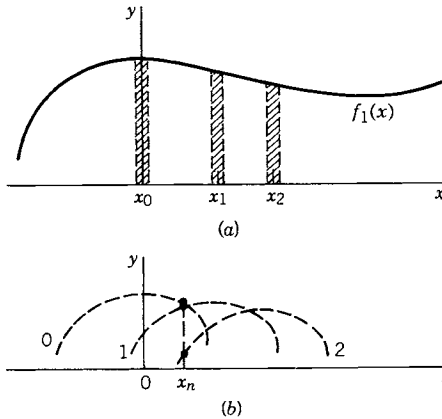 y
f₁(x)
x₀ x₁ x₂ x
(a)
y
0 1 2
0 xₙ
(b)